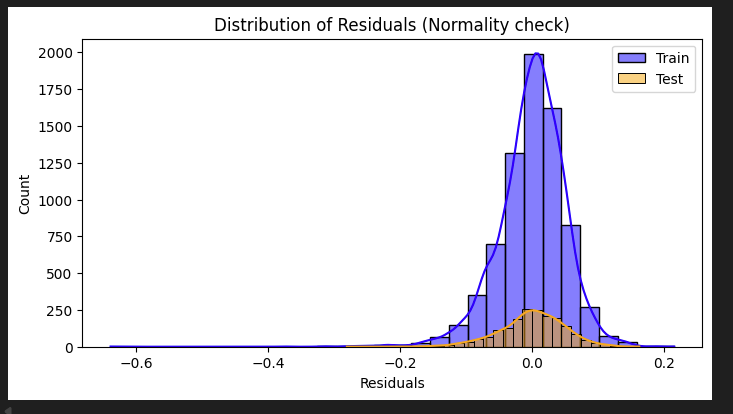 Distribution of Residuals (Normality check)
2000
1750
1500
1250
1000
750
500
250
0
Count
Train
Test
−0.6
−0.4
−0.2
0.0
0.2
Residuals